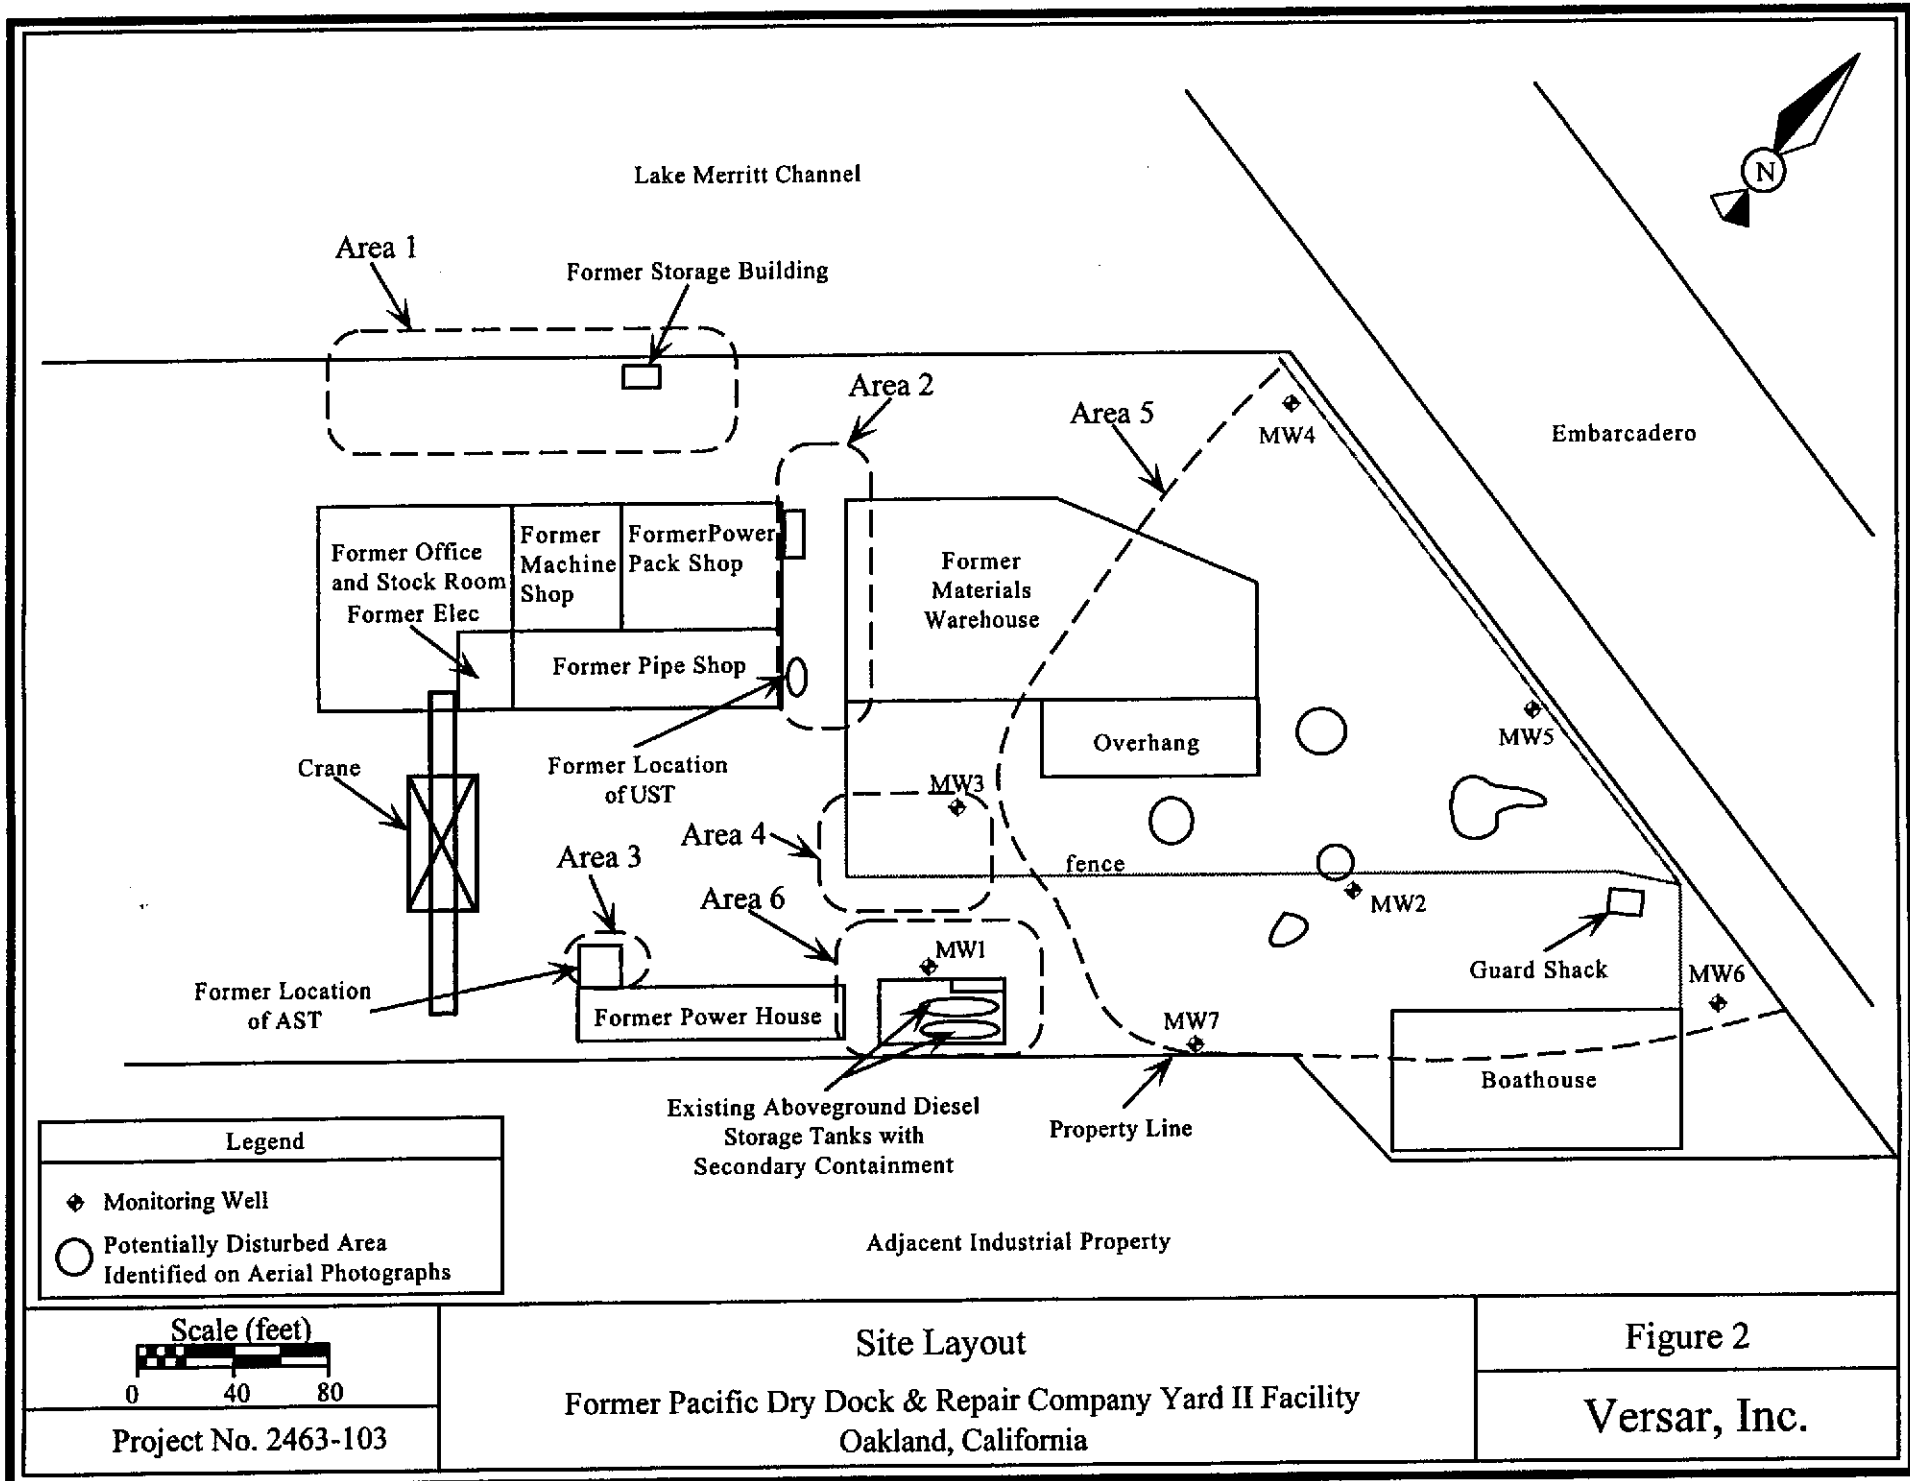 N
Lake Merritt Channel
Area 1
Former Storage Building
Area 2
Area 5
MW4
Embarcadero
Former Office
and Stock Room
Former Elec
Former
Machine
Shop
FormerPower
Pack Shop
Former
Materials
Warehouse
Former Pipe Shop
Overhang
MW5
Former Location
of UST
Crane
MW3
Area 4
Area 3
fence
Area 6
MW2
MW1
Guard Shack
MW6
Former Location
of AST
Former Power House
MW7
Boathouse
Existing Aboveground Diesel
Storage Tanks with
Secondary Containment
Property Line
Legend
Monitoring Well
Potentially Disturbed Area
Identified on Aerial Photographs
Adjacent Industrial Property
Scale (feet)
0 40 80
Project No. 2463-103
Site Layout
Former Pacific Dry Dock & Repair Company Yard II Facility
Oakland, California
Figure 2
Versar, Inc.